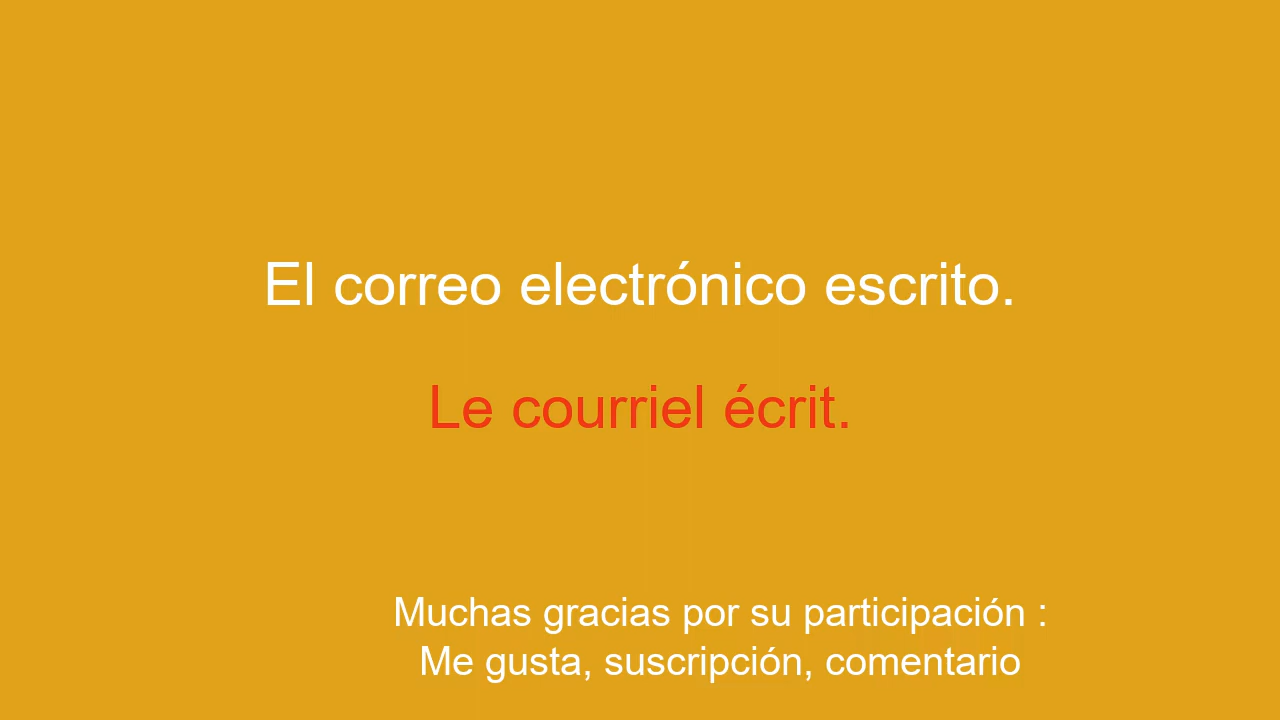 El correo electrónico escrito.
Le courriel écrit.
Muchas gracias por su participación :
Me gusta, suscripción, comentario